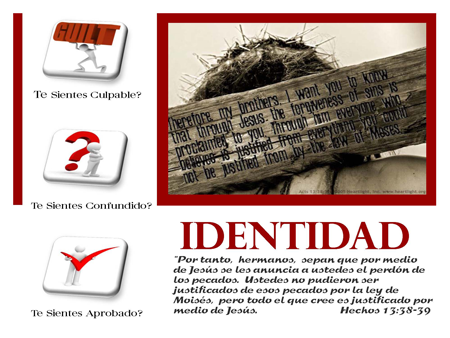 GUILT
Te Sientes Culpable?
?
Te Sientes Confundido?
Te Sientes Aprobado?
Therefore, my brothers, I want you to know
that through Jesus the forgiveness of sins is
proclaimed to you. Through him everyone who
believes is justified from everything you could
not be justified from by the law of Moses.
IDENTIDAD
"Por tanto, hermanos, sepan que por medio
de Jesús se les anuncia a ustedes el perdón de
los pecados. Ustedes no pudieron ser
justificados de esos pecados por la ley de
Moisés, pero todo el que cree es justificado por
medio de Jesús. Hechos 13:38-39